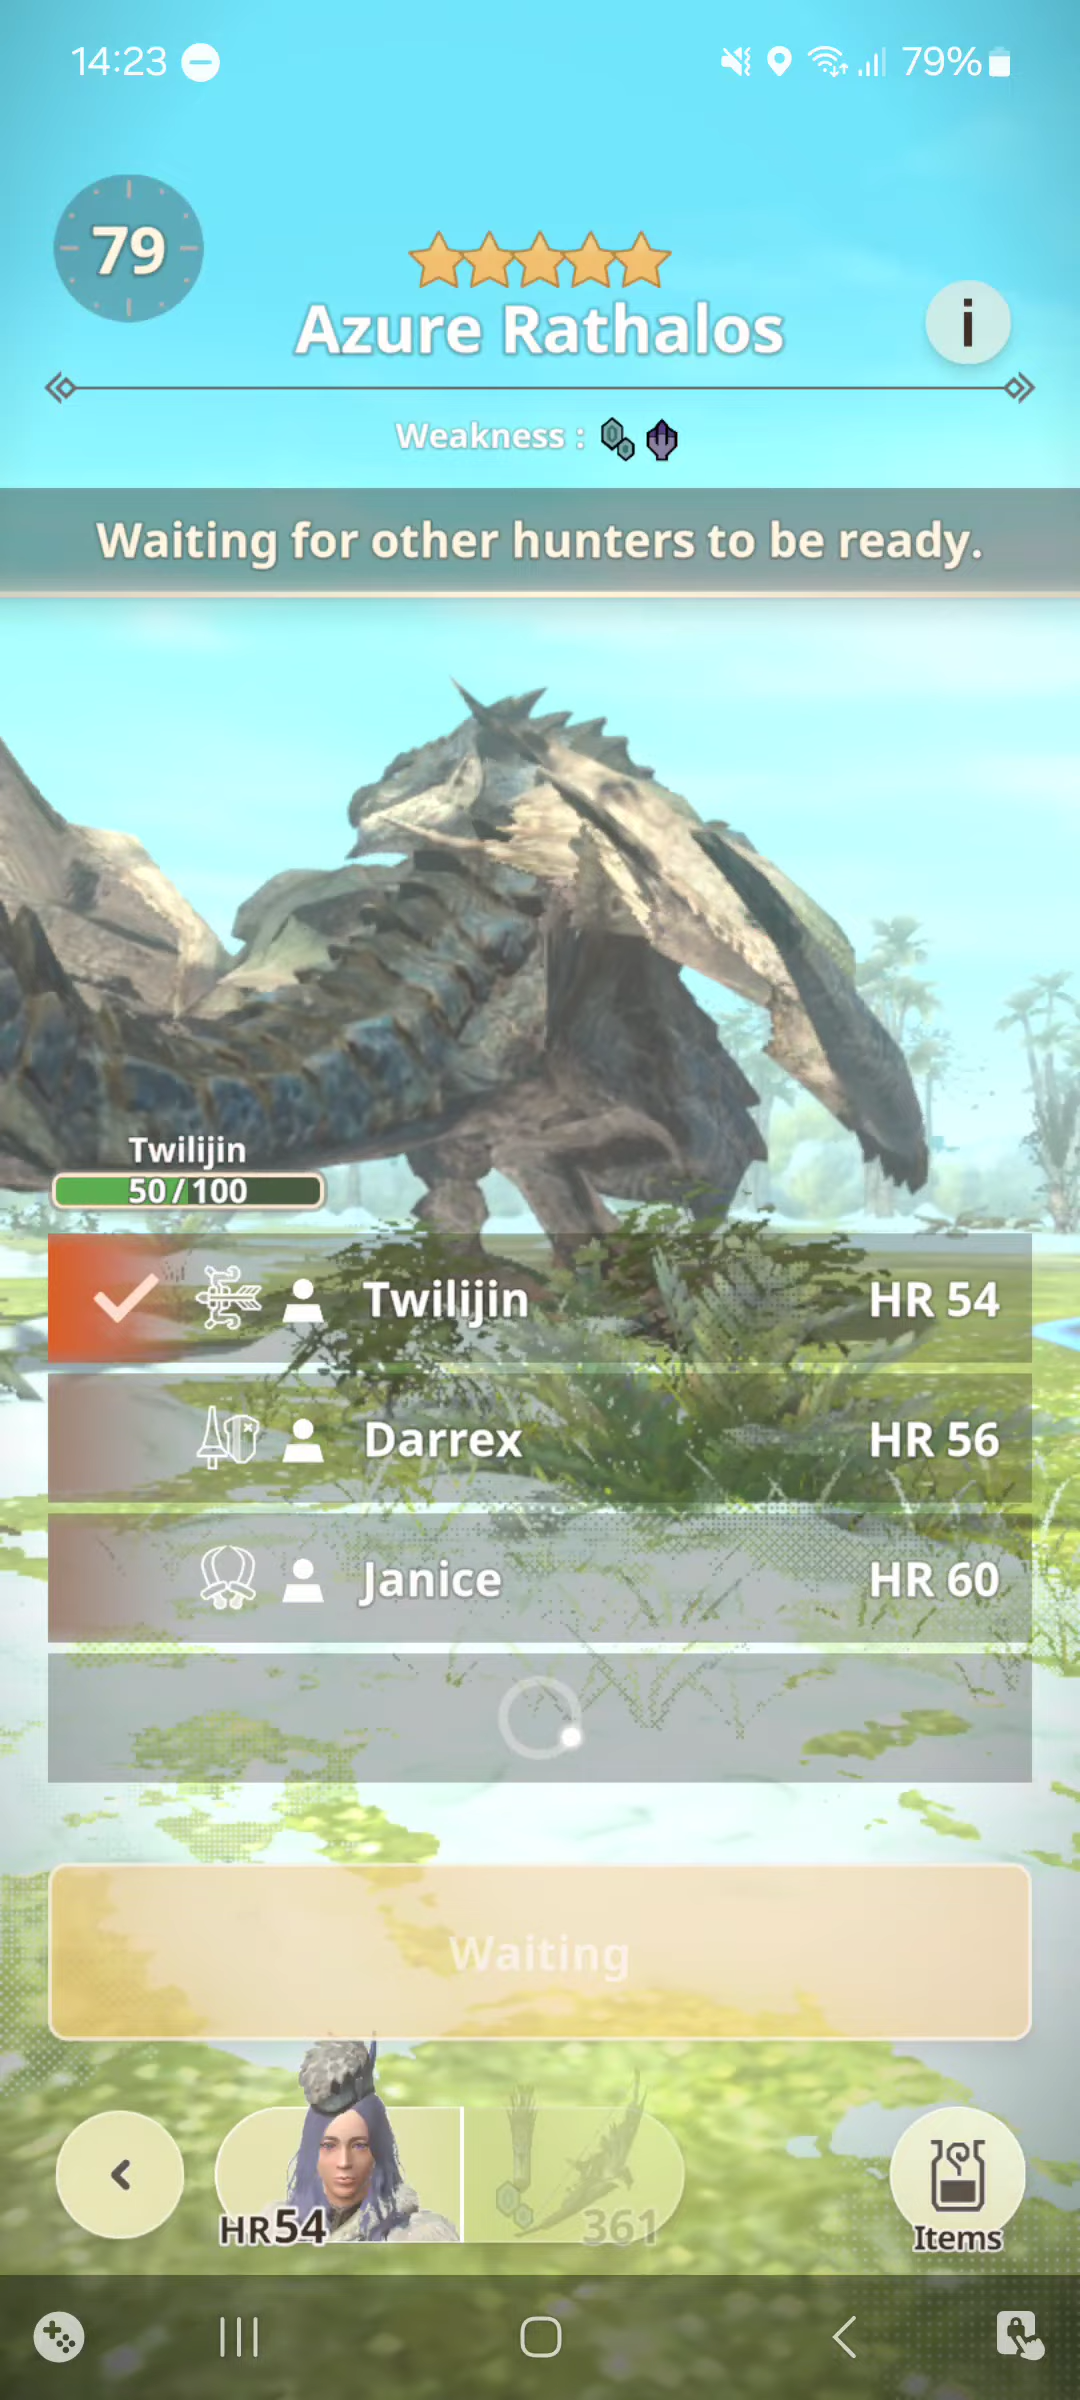 14:23
79%
79
Azure Rathalos
i
Weakness :
Waiting for other hunters to be ready.
Twilijin
50/100
Twilijin HR 54
Darrex HR 56
Janice HR 60
Waiting
HR54
361
Items